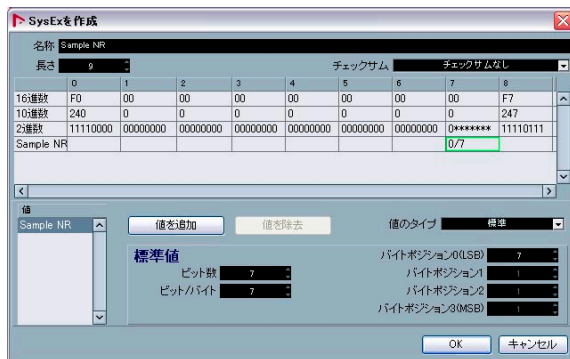 SysExを作成
名称 Sample NR
長さ 9 チェックサム チェックサムなし
0 1 2 3 4 5 6 7 8
16進数 F0 00 00 00 00 00 00 00 F7
10進数 240 0 0 0 0 0 0 0 247
2進数 11110000 00000000 00000000 00000000 00000000 00000000 00000000 0******* 11110111
Sample NR 0/7
値
Sample NR
値を追加 値を除去 値のタイプ 標準
標準値
ビット数 7
ビット/バイト 7
バイトポジション0(LSB) 7
バイトポジション1 1
バイトポジション2 1
バイトポジション3(MSB) 1
OK キャンセル